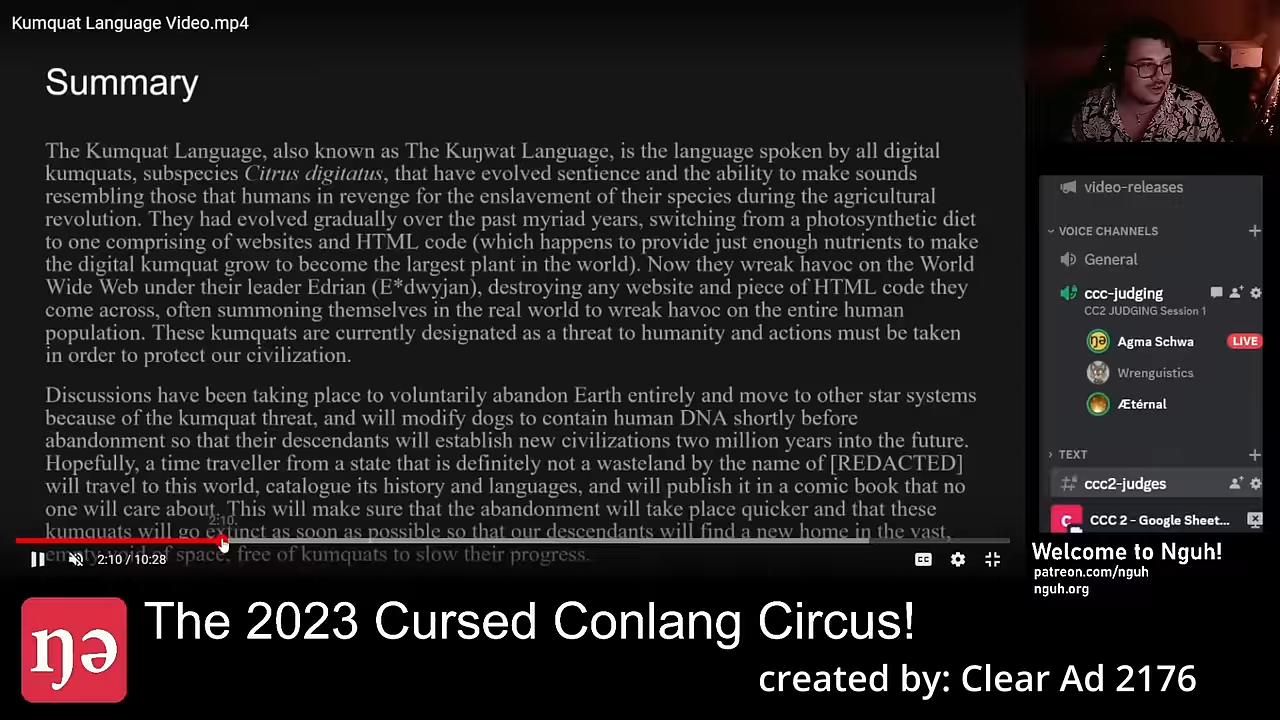 Kumquat Language Video.mp4
Summary
The Kumquat Language, also known as The Kuŋwat Language, is the language spoken by all digital
kumquats, subspecies Citrus digitatus, that have evolved sentience and the ability to make sounds
resembling those that humans in revenge for the enslavement of their species during the agricultural
revolution. They had evolved gradually over the past myriad years, switching from a photosynthetic diet
to one comprising of websites and HTML code (which happens to provide just enough nutrients to make
the digital kumquat grow to become the largest plant in the world). Now they wreak havoc on the World
Wide Web under their leader Edrian (E*dwyjan), destroying any website and piece of HTML code they
come across, often summoning themselves in the real world to wreak havoc on the entire human
population. These kumquats are currently designated as a threat to humanity and actions must be taken
in order to protect our civilization.
Discussions have been taking place to voluntarily abandon Earth entirely and move to other star systems
because of the kumquat threat, and will modify dogs to contain human DNA shortly before
abandonment so that their descendants will establish new civilizations two million years into the future.
Hopefully, a time traveller from a state that is definitely not a wasteland by the name of [REDACTED]
will travel to this world, catalogue its history and languages, and will publish it in a comic book that no
one will care about. This will make sure that the abandonment will take place quicker and that these
kumquats will go extinct as soon as possible so that our descendants will find a new home in the vast,
empty void of space, free of kumquats to slow their progress.
2:10
2:10 / 10:28
CC
video-releases
VOICE CHANNELS
General
ccc-judging
CC2 JUDGING Session 1
ŋə Agma Schwa LIVE
Wrenguistics
Ætérnal
TEXT
ccc2-judges
C CCC 2 - Google Sheet...
Welcome to Nguh!
patreon.com/nguh
nguh.org
ŋə
The 2023 Cursed Conlang Circus!
created by: Clear Ad 2176